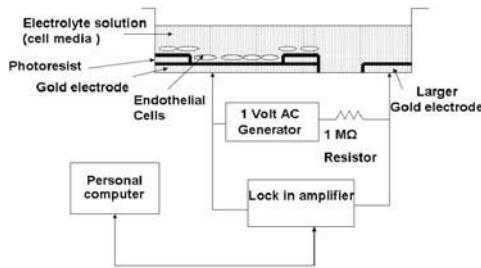 Electrolyte solution
(cell media )
Photoresist
Gold electrode
Endothelial
Cells
Larger
Gold electrode
1 Volt AC
Generator
1 MΩ
Resistor
Personal
computer
Lock in amplifier